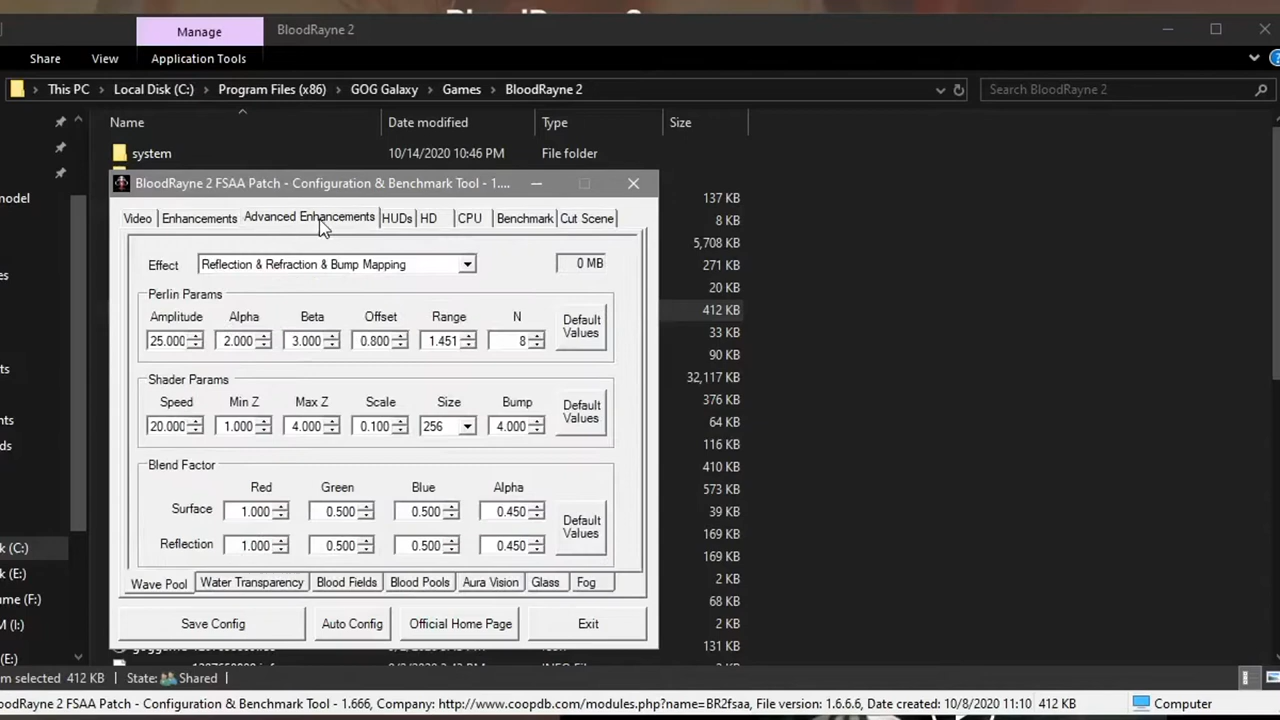 Manage
BloodRayne 2
Share View Application Tools
This PC Local Disk (C:) Program Files (x86) GOG Galaxy Games BloodRayne 2 Search BloodRayne 2
Name Date modified Type Size
system 10/14/2020 10:46 PM File folder
BloodRayne 2 FSAA Patch - Configuration & Benchmark Tool - 1....
137 KB
8 KB
5,708 KB
271 KB
20 KB
412 KB
33 KB
90 KB
32,117 KB
376 KB
64 KB
116 KB
410 KB
573 KB
39 KB
169 KB
169 KB
2 KB
68 KB
2 KB
131 KB
Video Enhancements Advanced Enhancements HUDs HD CPU Benchmark Cut Scene
Effect Reflection & Refraction & Bump Mapping 0 MB
Perlin Params
Amplitude Alpha Beta Offset Range N
25.000 2.000 3.000 0.800 1.451 8
Default Values
Shader Params
Speed Min Z Max Z Scale Size Bump
20.000 1.000 4.000 0.100 256 4.000
Default Values
Blend Factor
Red Green Blue Alpha
Surface 1.000 0.500 0.500 0.450
Reflection 1.000 0.500 0.500 0.450
Default Values
Wave Pool Water Transparency Blood Fields Blood Pools Aura Vision Glass Fog
Save Config Auto Config Official Home Page Exit
k (C:)
k (E:)
ume (F:)
M (I:)
(E:)
m selected 412 KB State: Shared
oodRayne 2 FSAA Patch - Configuration & Benchmark Tool - 1.666, Company: http://www.coopdb.com/modules.php?name=BR2fsaa, File version: 1.6.6.6, Date created: 10/8/2020 11:10 412 KB Computer